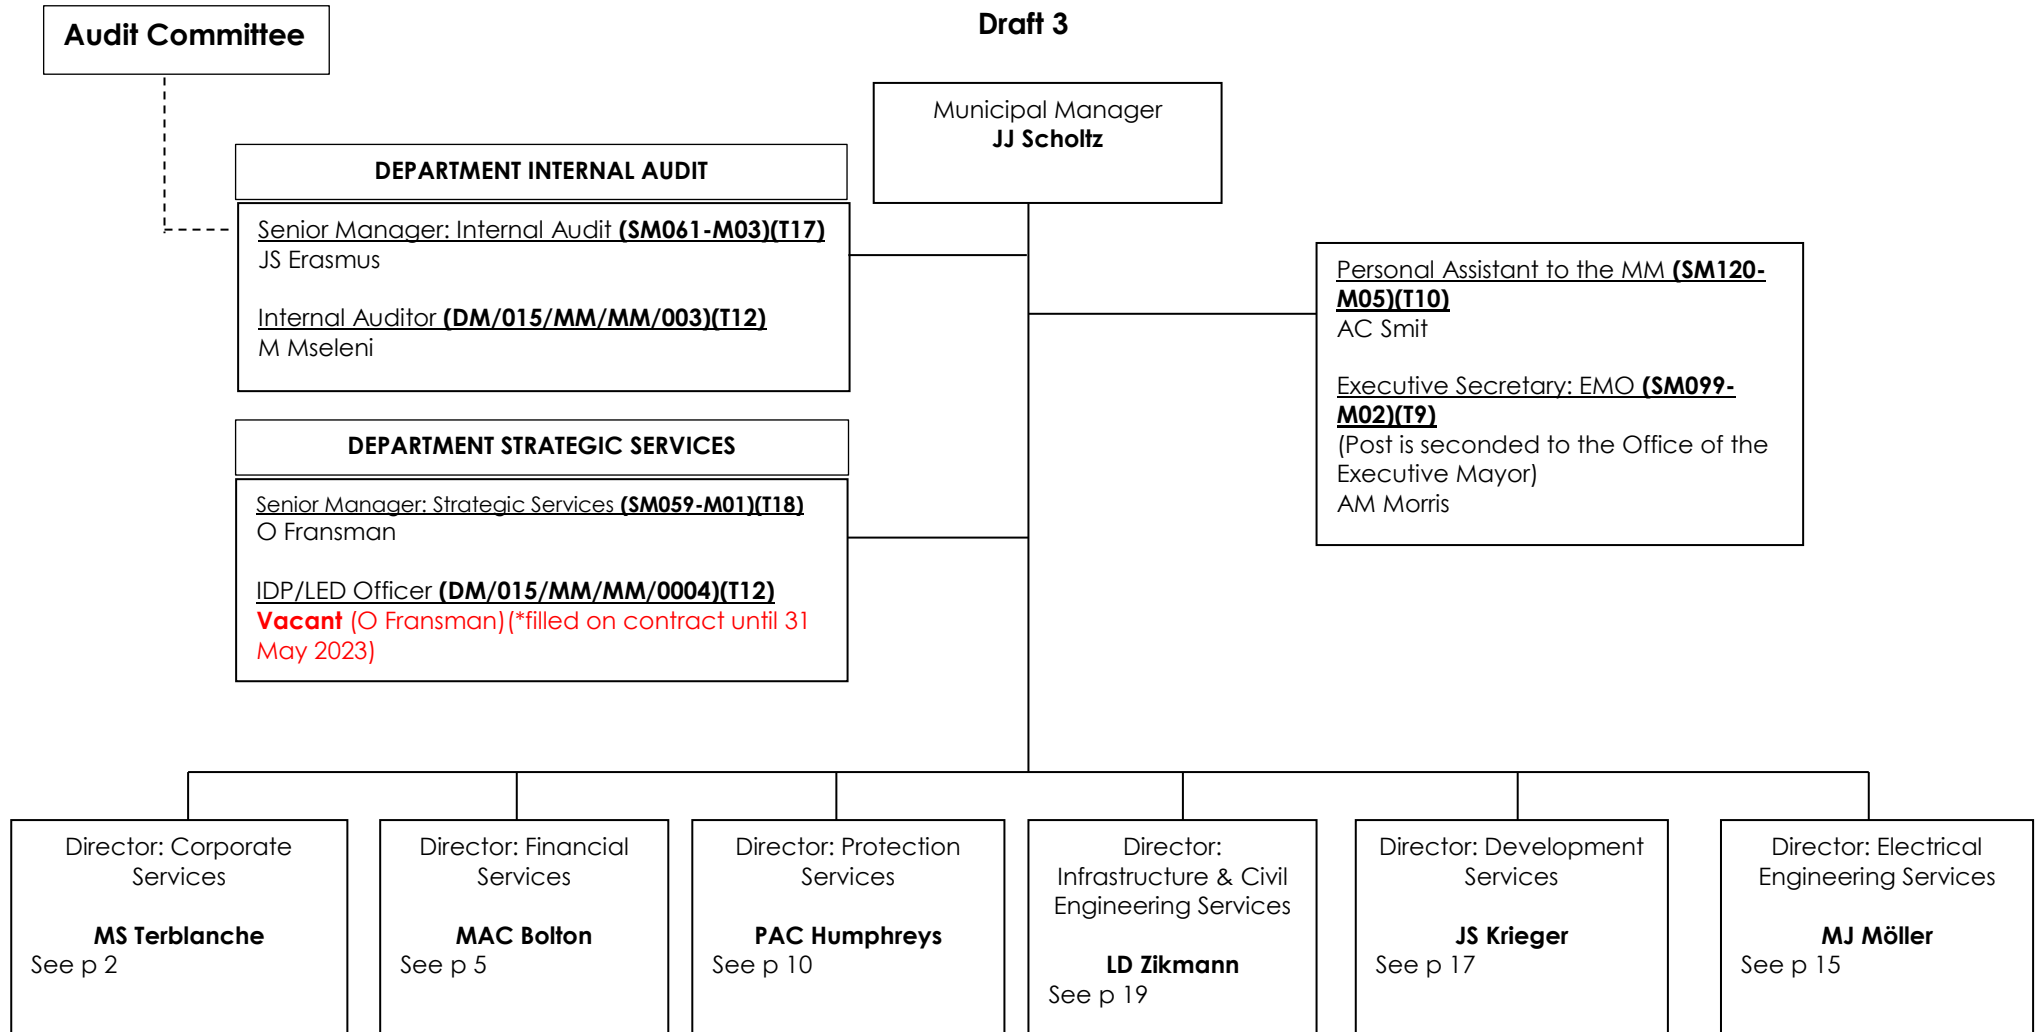 Audit Committee
Draft 3
Municipal Manager
JJ Scholtz
DEPARTMENT INTERNAL AUDIT
Senior Manager: Internal Audit (SM061-M03)(T17)
JS Erasmus
Internal Auditor (DM/015/MM/MM/003)(T12)
M Mseleni
Personal Assistant to the MM (SM120-
M05)(T10)
AC Smit
Executive Secretary: EMO (SM099-
M02)(T9)
(Post is seconded to the Office of the
Executive Mayor)
AM Morris
DEPARTMENT STRATEGIC SERVICES
Senior Manager: Strategic Services (SM059-M01)(T18)
O Fransman
IDP/LED Officer (DM/015/MM/MM/0004)(T12)
Vacant (O Fransman)(*filled on contract until 31
May 2023)
Director: Corporate
Services
MS Terblanche
See p 2
Director: Financial
Services
MAC Bolton
See p 5
Director: Protection
Services
PAC Humphreys
See p 10
Director:
Infrastructure & Civil
Engineering Services
LD Zikmann
See p 19
Director: Development
Services
JS Krieger
See p 17
Director: Electrical
Engineering Services
MJ Möller
See p 15